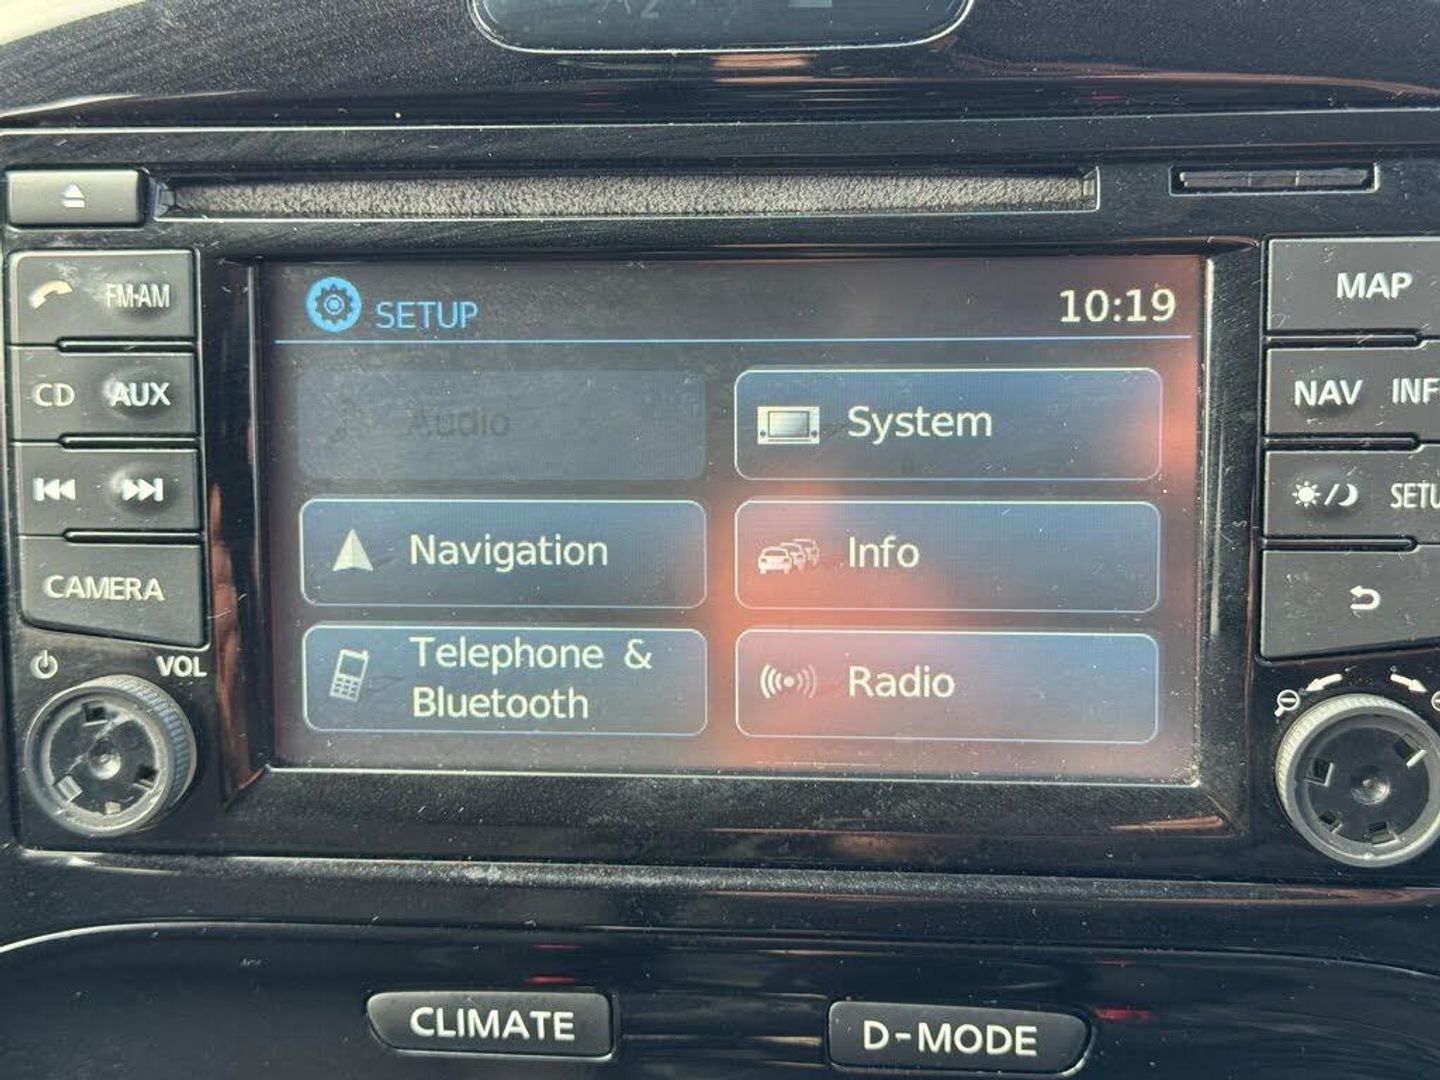 FM·AM
CD AUX
CAMERA
VOL
SETUP
10:19
Audio
System
Navigation
Info
Telephone &
Bluetooth
Radio
MAP
NAV
CLIMATE
D-MODE